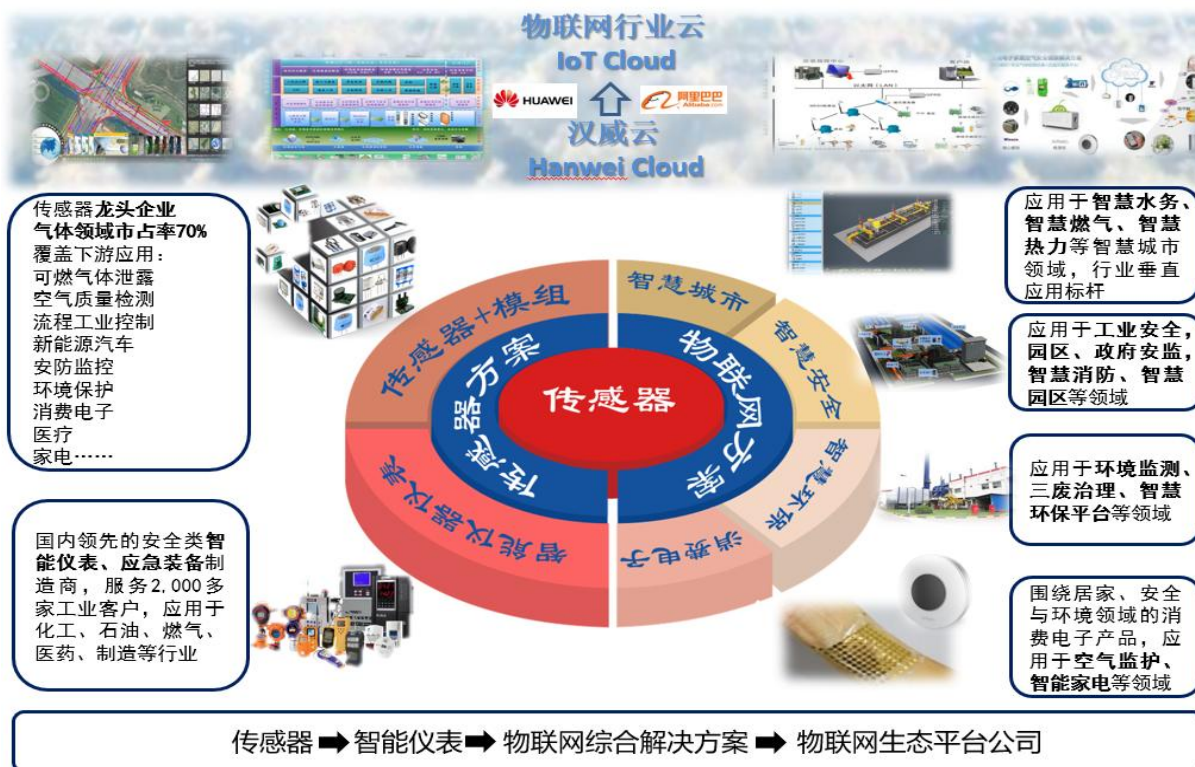 物联网行业云
IoT Cloud
HUAWEI
阿里巴巴
Alibaba.com
汉威云
Hanwei Cloud
传感器龙头企业
气体领域市占率70%
覆盖下游应用：
可燃气体泄露
空气质量检测
流程工业控制
新能源汽车
安防监控
环境保护
消费电子
医疗
家电……
国内领先的安全类智
能仪表、应急装备制
造商，服务2,000多
家工业客户，应用于
化工、石油、燃气、
医药、制造等行业
传感器+模组
智能仪器仪表
传感器方案
传感器
物联网方案
智慧城市
智慧安全
智慧环保
消费电子
应用于智慧水务、
智慧燃气、智慧
热力等智慧城市
领域，行业垂直
应用标杆
应用于工业安全，
园区、政府安监，
智慧消防、智慧
园区等领域
应用于环境监测、
三废治理、智慧
环保平台等领域
围绕居家、安全
与环境领域的消
费电子产品，应
用于空气监护、
智能家电等领域
传感器➡智能仪表➡物联网综合解决方案➡物联网生态平台公司